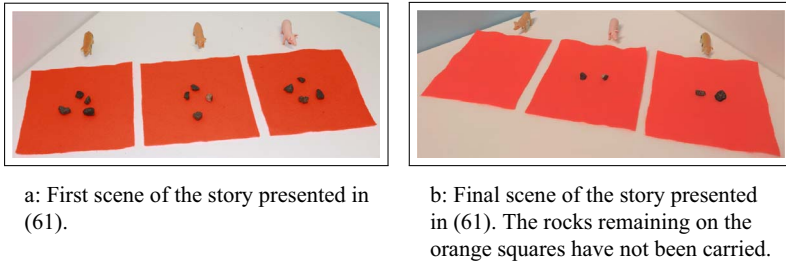 a: First scene of the story presented in
(61).
b: Final scene of the story presented
in (61). The rocks remaining on the
orange squares have not been carried.